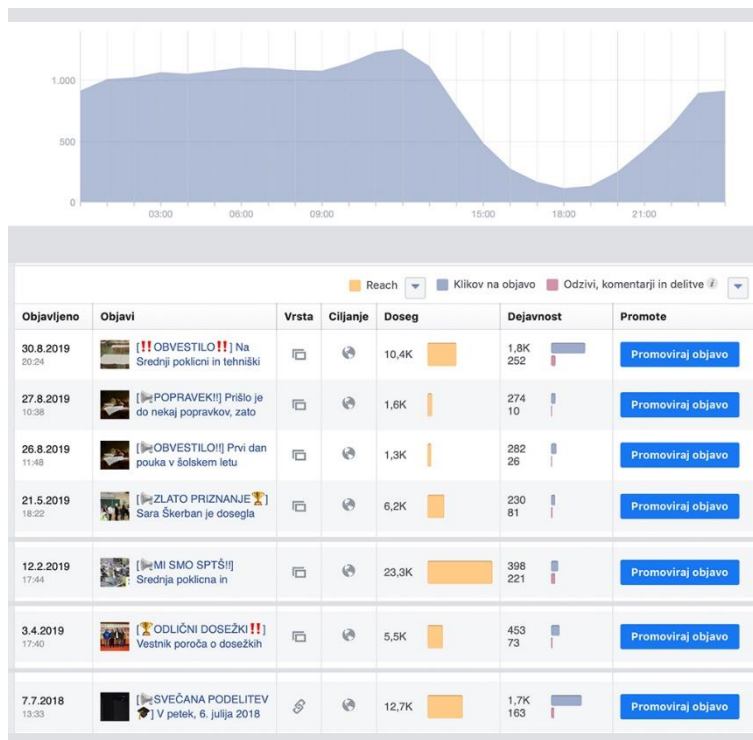 1.000
500
0
03:00 06:00 09:00 15:00 18:00 21:00
Reach Klikov na objavo Odzivi, komentarji in delitve i
Objavljeno Objavi Vrsta Ciljanje Doseg Dejavnost Promote
30.8.2019
20:24
[‼️OBVESTILO‼️] Na
Srednji poklicni in tehniški
10,4K
1,8K
252
Promoviraj objavo
27.8.2019
10:38
[📢POPRAVEK!!] Prišlo je
do nekaj popravkov, zato
1,6K
274
10
Promoviraj objavo
26.8.2019
11:48
[📢OBVESTILO!!] Prvi dan
pouka v šolskem letu
1,3K
282
26
Promoviraj objavo
21.5.2019
18:22
[📢ZLATO PRIZNANJE🏆]
Sara Škerban je dosegla
6,2K
230
81
Promoviraj objavo
12.2.2019
17:44
[📢MI SMO SPTŠ!!]
Srednja poklicna in
23,3K
398
221
Promoviraj objavo
3.4.2019
17:40
[🏆ODLIČNI DOSEŽKI‼️]
Vestnik poroča o dosežkih
5,5K
453
73
Promoviraj objavo
7.7.2018
13:33
[📢SVEČANA PODELITEV
🎓] V petek, 6. julija 2018
12,7K
1,7K
163
Promoviraj objavo